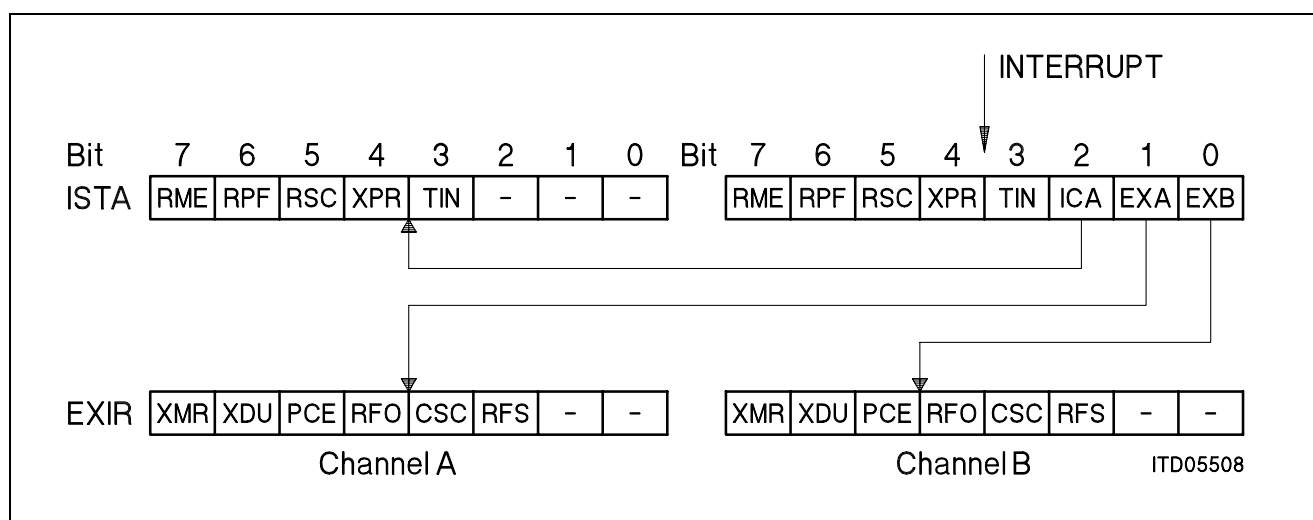 INTERRUPT
Bit 7 6 5 4 3 2 1 0 Bit 7 6 5 4 3 2 1 0
ISTA RME RPF RSC XPR TIN - - - RME RPF RSC XPR TIN ICA EXA EXB
EXIR XMR XDU PCE RFO CSC RFS - - XMR XDU PCE RFO CSC RFS - -
Channel A Channel B ITD05508